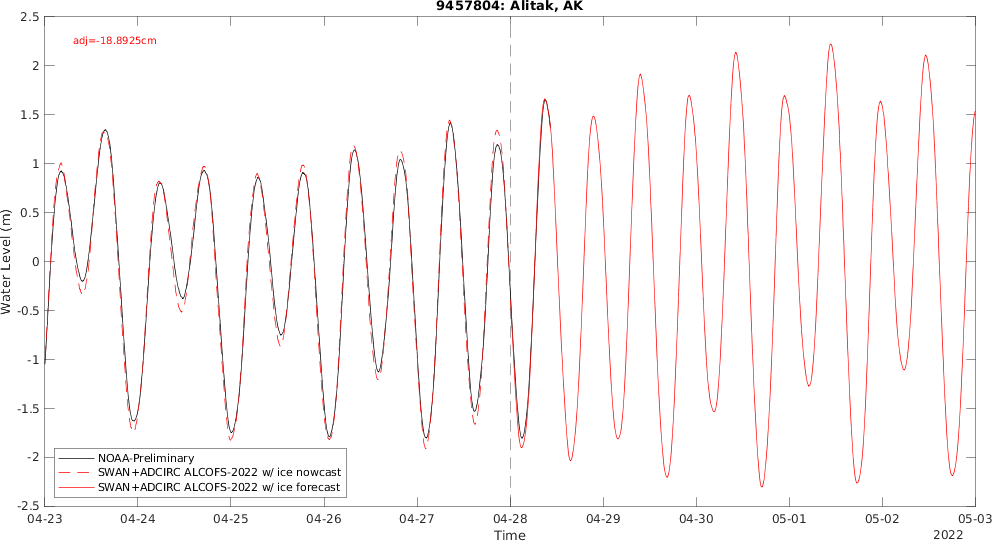 9457804: Alitak, AK
adj=-18.8925cm
2.5
2
1.5
1
0.5
0
-0.5
-1
-1.5
-2
-2.5
Water Level (m)
NOAA-Preliminary
SWAN+ADCIRC ALCOFS-2022 w/ ice nowcast
SWAN+ADCIRC ALCOFS-2022 w/ ice forecast
04-23 04-24 04-25 04-26 04-27 04-28 04-29 04-30 05-01 05-02 05-03
Time
2022